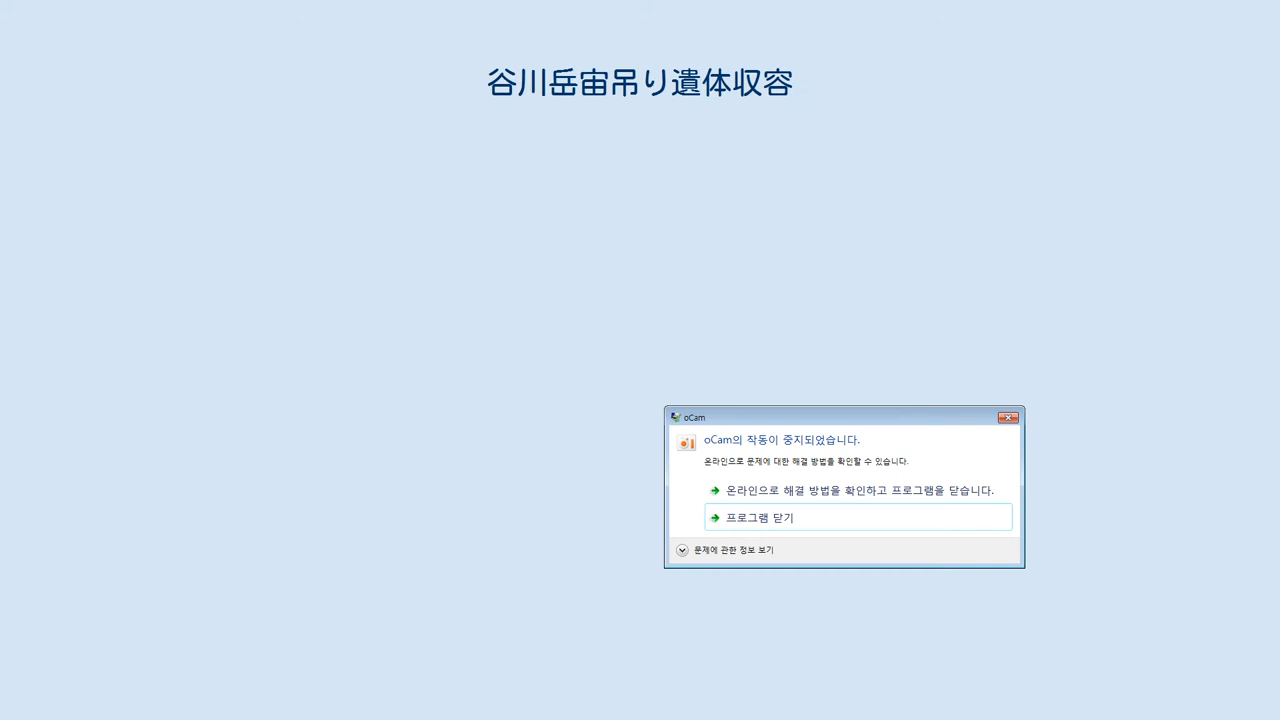 谷川岳宙吊り遺体収容
oCam
oCam의 작동이 중지되었습니다.
온라인으로 문제에 대한 해결 방법을 확인할 수 있습니다.
온라인으로 해결 방법을 확인하고 프로그램을 닫습니다.
프로그램 닫기
문제에 관한 정보 보기